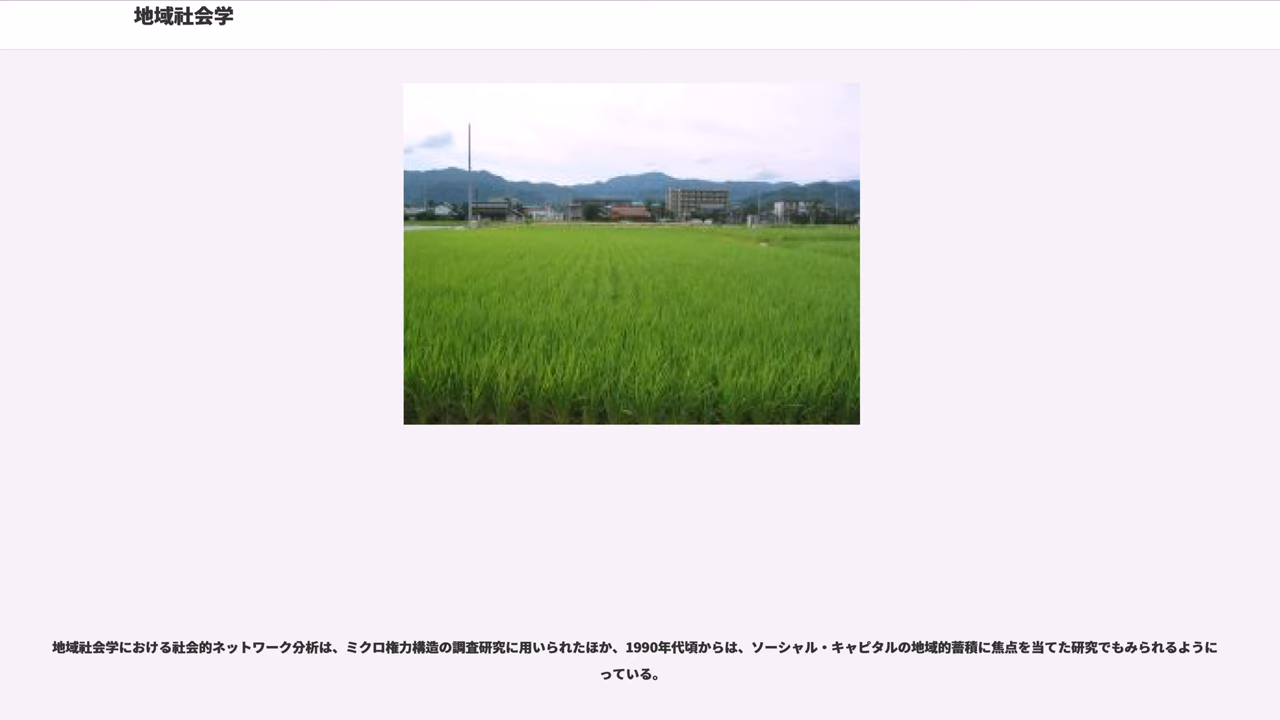 地域社会学
地域社会学における社会的ネットワーク分析は、ミクロ権力構造の調査研究に用いられたほか、1990年代頃からは、ソーシャル・キャピタルの地域的蓄積に焦点を当てた研究でもみられるように
っている。